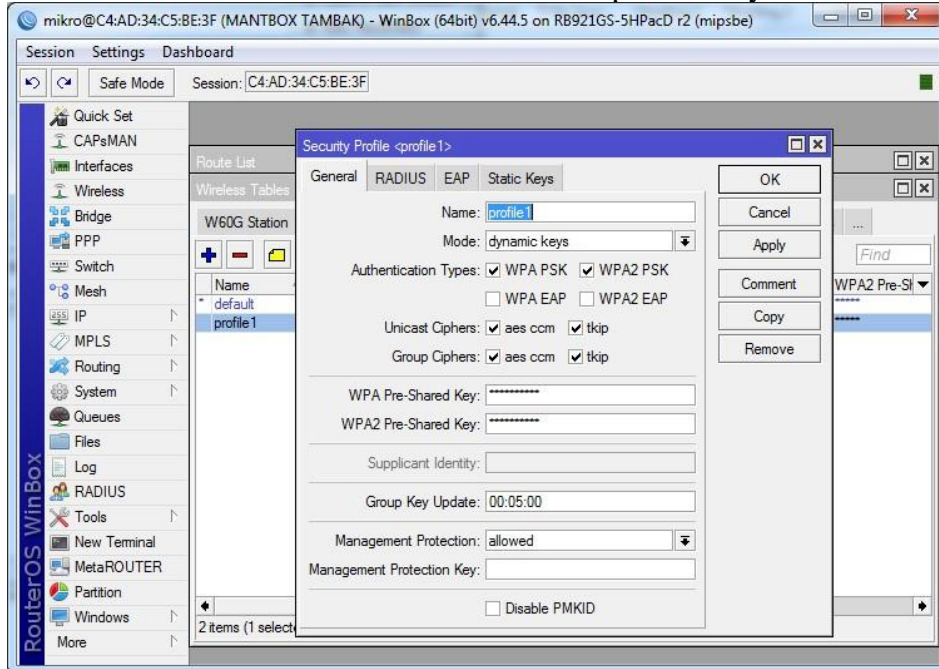 mikro@C4:AD:34:C5:BE:3F (MANTBOX TAMBAK) - WinBox (64bit) v6.44.5 on RB921GS-5HPacD r2 (mipsbe)
Session Settings Dashboard
Safe Mode Session: C4:AD:34:C5:BE:3F
Quick Set
CAPsMAN
Interfaces
Wireless
Bridge
PPP
Switch
Mesh
IP
MPLS
Routing
System
Queues
Files
Log
RADIUS
Tools
New Terminal
MetaROUTER
Partition
Windows
More
RouterOS WinBox
Route List
Wireless Tables
W60G Station
...
Find
Name
WPA2 Pre-Sh
* default
*****
profile1
*****
2 items (1 selecte
Security Profile <profile1>
General RADIUS EAP Static Keys
Name: profile1
Mode: dynamic keys
Authentication Types: WPA PSK WPA2 PSK
WPA EAP WPA2 EAP
Unicast Ciphers: aes ccm tkip
Group Ciphers: aes ccm tkip
WPA Pre-Shared Key: **********
WPA2 Pre-Shared Key: **********
Supplicant Identity:
Group Key Update: 00:05:00
Management Protection: allowed
Management Protection Key:
Disable PMKID
OK
Cancel
Apply
Comment
Copy
Remove